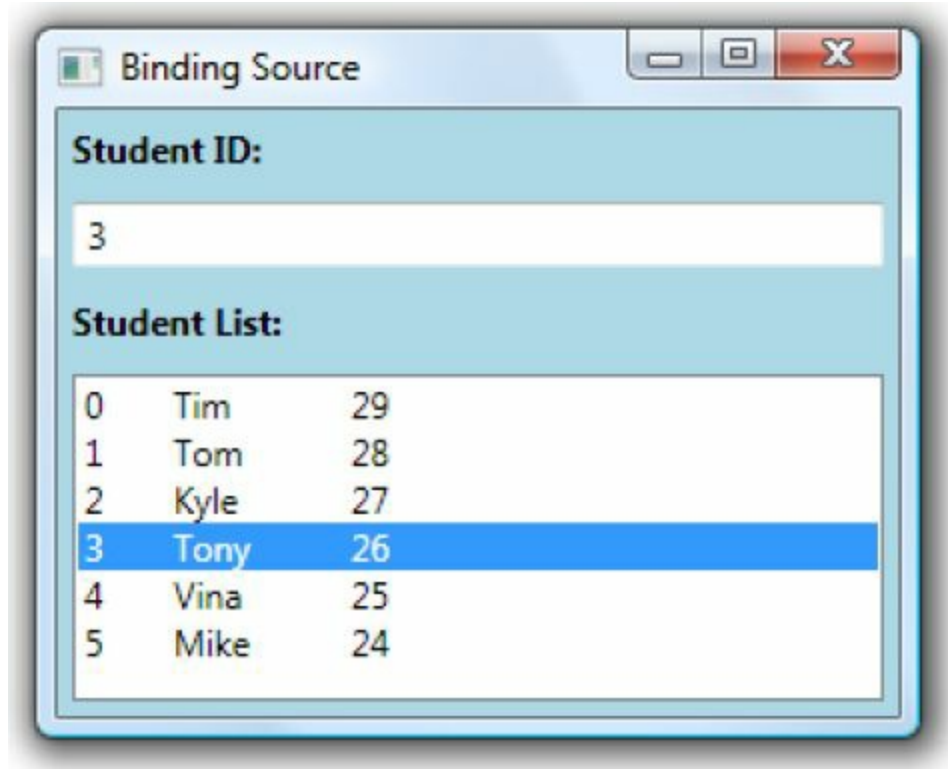 Binding Source
Student ID:
3
Student List:
0 Tim 29
1 Tom 28
2 Kyle 27
3 Tony 26
4 Vina 25
5 Mike 24